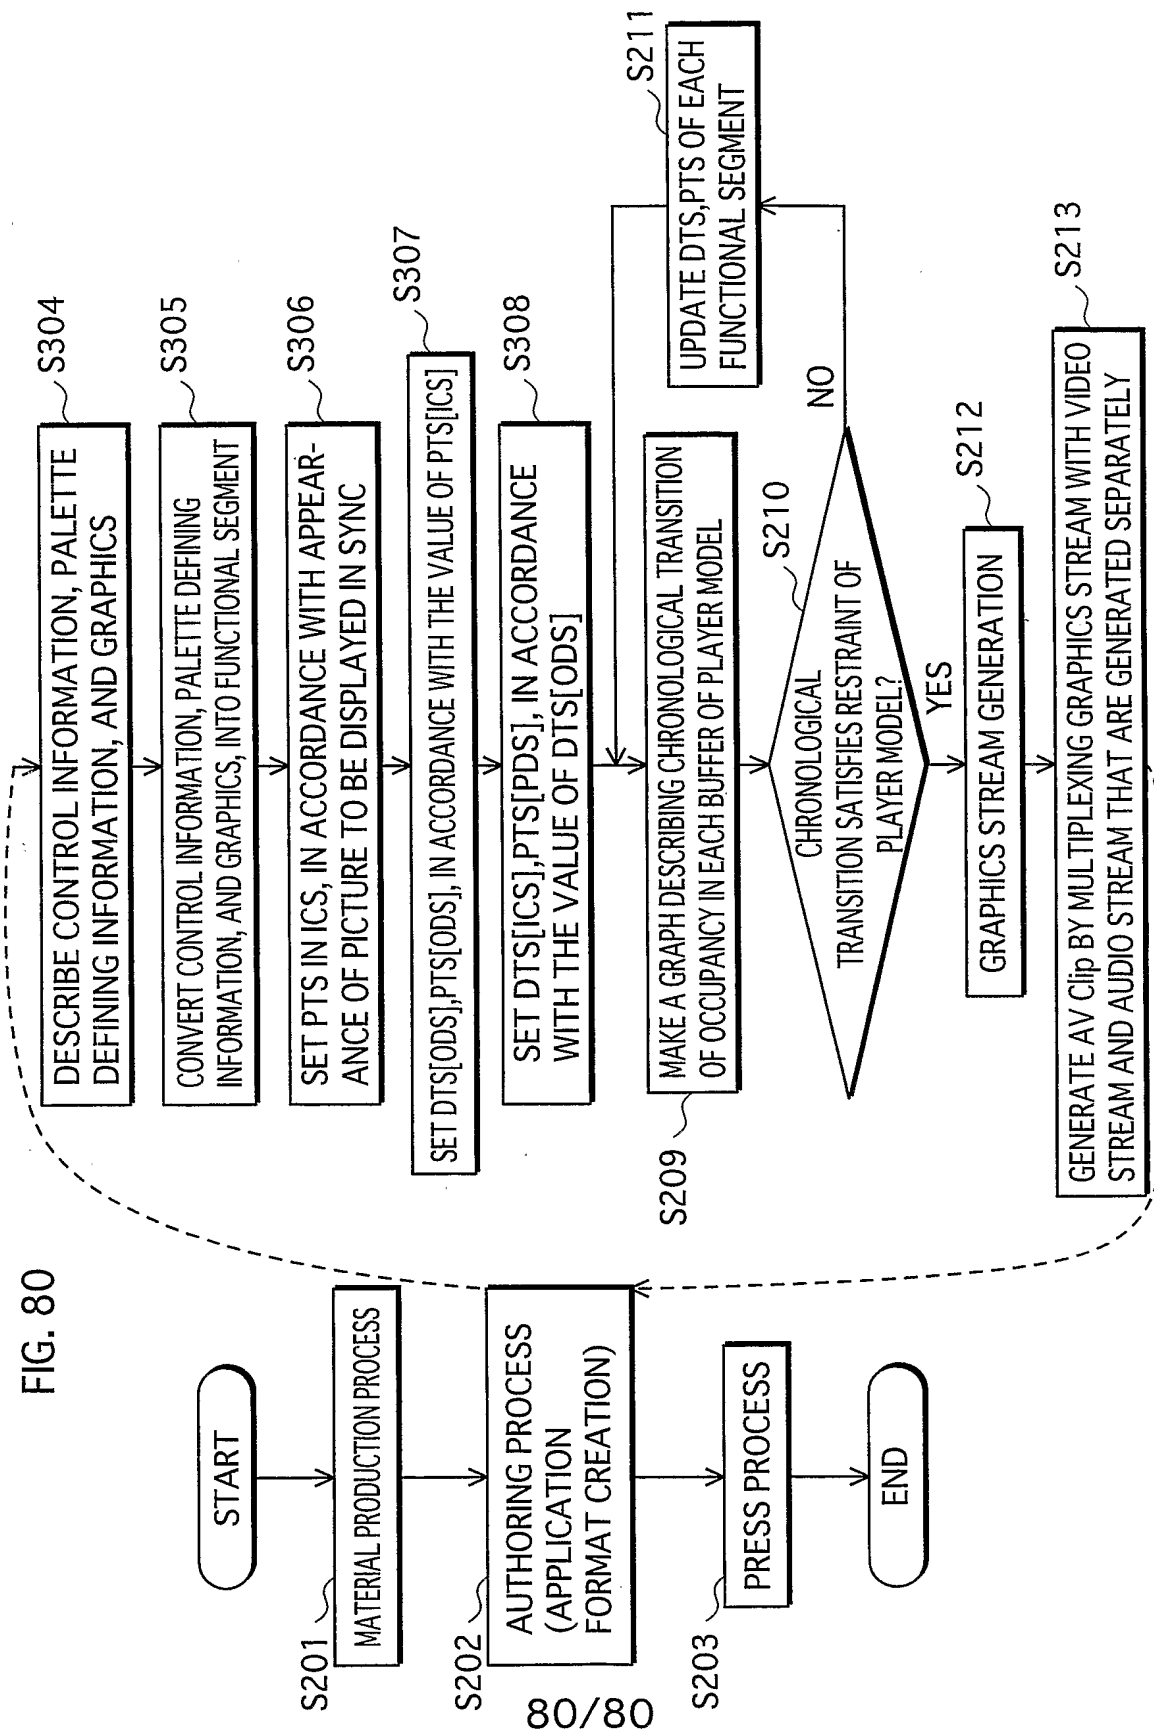 FIG. 80
START
S201
MATERIAL PRODUCTION PROCESS
S202
AUTHORING PROCESS
(APPLICATION
FORMAT CREATION)
S203
PRESS PROCESS
END
S304
DESCRIBE CONTROL INFORMATION, PALETTE
DEFINING INFORMATION, AND GRAPHICS
S305
CONVERT CONTROL INFORMATION, PALETTE DEFINING
INFORMATION, AND GRAPHICS, INTO FUNCTIONAL SEGMENT
S306
SET PTS IN ICS, IN ACCORDANCE WITH APPEAR-
ANCE OF PICTURE TO BE DISPLAYED IN SYNC
S307
SET DTS[ODS],PTS[ODS], IN ACCORDANCE WITH THE VALUE OF PTS[ICS]
S308
SET DTS[ICS],PTS[PDS], IN ACCORDANCE
WITH THE VALUE OF DTS[ODS]
S209
MAKE A GRAPH DESCRIBING CHRONOLOGICAL TRANSITION
OF OCCUPANCY IN EACH BUFFER OF PLAYER MODEL
S210
CHRONOLOGICAL
TRANSITION SATISFIES RESTRAINT OF
PLAYER MODEL?
NO
S211
UPDATE DTS,PTS OF EACH
FUNCTIONAL SEGMENT
YES
S212
GRAPHICS STREAM GENERATION
S213
GENERATE AV Clip BY MULTIPLEXING GRAPHICS STREAM WITH VIDEO
STREAM AND AUDIO STREAM THAT ARE GENERATED SEPARATELY
80/80